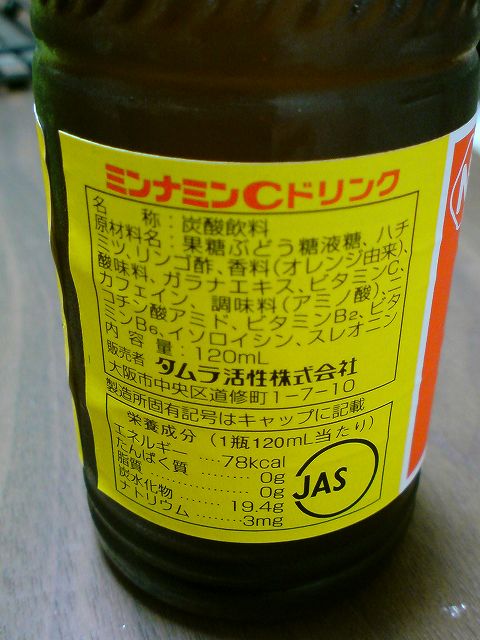 ミンナミンCドリンク
名　　称：炭酸飲料
原材料名：果糖ぶどう糖液糖、ハチ
ミツ、リンゴ酢、香料(オレンジ由来)、
酸味料、ガラナエキス、ビタミンC、
カフェイン、調味料(アミノ酸)、ニ
コチン酸アミド、ビタミンB2、ビタ
ミンB6、イソロイシン、スレオニン
内 容 量：120mL
販売者 タムラ活性株式会社
大阪市中央区道修町1-7-10
製造所固有記号はキャップに記載
栄養成分 (1瓶120mL当たり)
エネルギー ‥‥78kcal
たんぱく質 ‥‥‥‥‥0g
脂質 ‥‥‥‥‥‥‥0g
炭水化物 ‥‥‥‥19.4g
ナトリウム ‥‥‥‥3mg
JAS